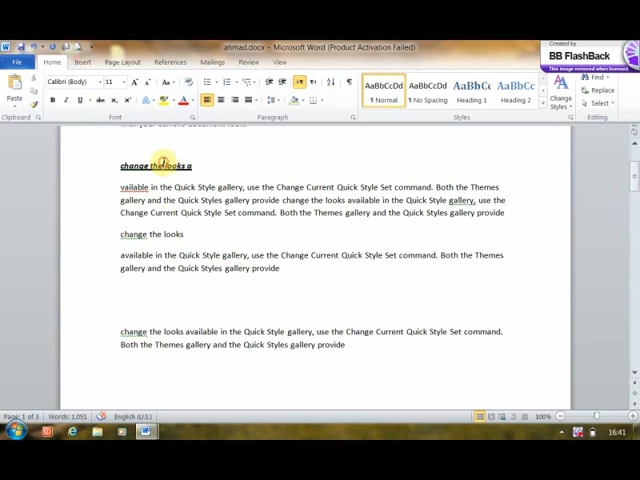 ahmad.docx - Microsoft Word (Product Activation Failed)
Created by
BB FlashBack
This image removed when licensed
File Home Insert Page Layout References Mailings Review View
Calibri (Body) 11
Paste
AaBbCcDd AaBbCcDd AaBbCc AaBbCc
¶ Normal ¶ No Spacing Heading 1 Heading 2
Change Styles
Find
Replace
Select
change the looks a
vailable in the Quick Style gallery, use the Change Current Quick Style Set command. Both the Themes
gallery and the Quick Styles gallery provide change the looks available in the Quick Style gallery, use the
Change Current Quick Style Set command. Both the Themes gallery and the Quick Styles gallery provide
change the looks
available in the Quick Style gallery, use the Change Current Quick Style Set command. Both the Themes
gallery and the Quick Styles gallery provide
change the looks available in the Quick Style gallery, use the Change Current Quick Style Set command.
Both the Themes gallery and the Quick Styles gallery provide
Page: 1 of 3 Words: 1,051 English (U.S.) 100%
16:41